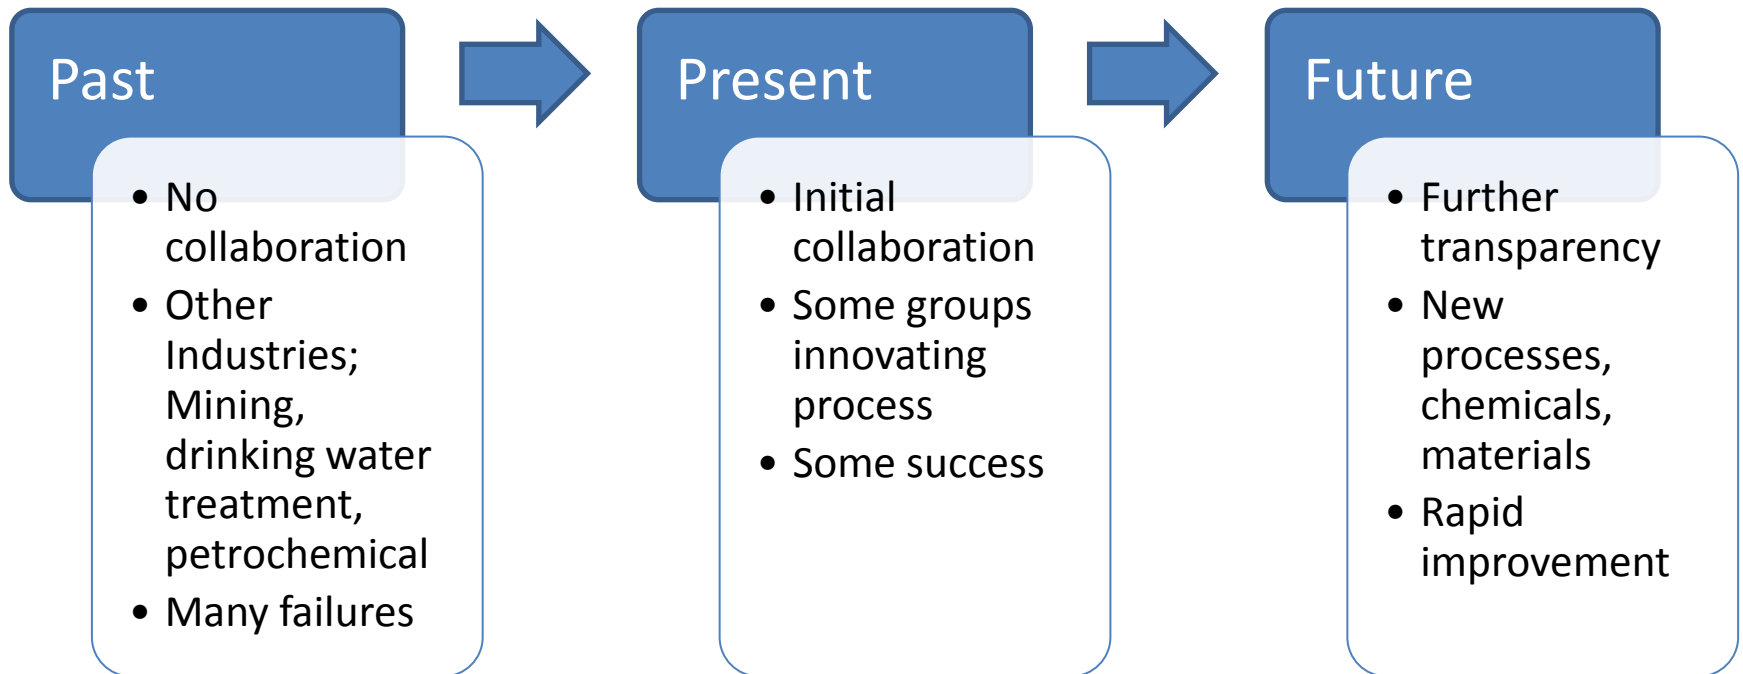 Past
• No
collaboration
• Other
Industries;
Mining,
drinking water
treatment,
petrochemical
• Many failures
Present
• Initial
collaboration
• Some groups
innovating
process
• Some success
Future
• Further
transparency
• New
processes,
chemicals,
materials
• Rapid
improvement